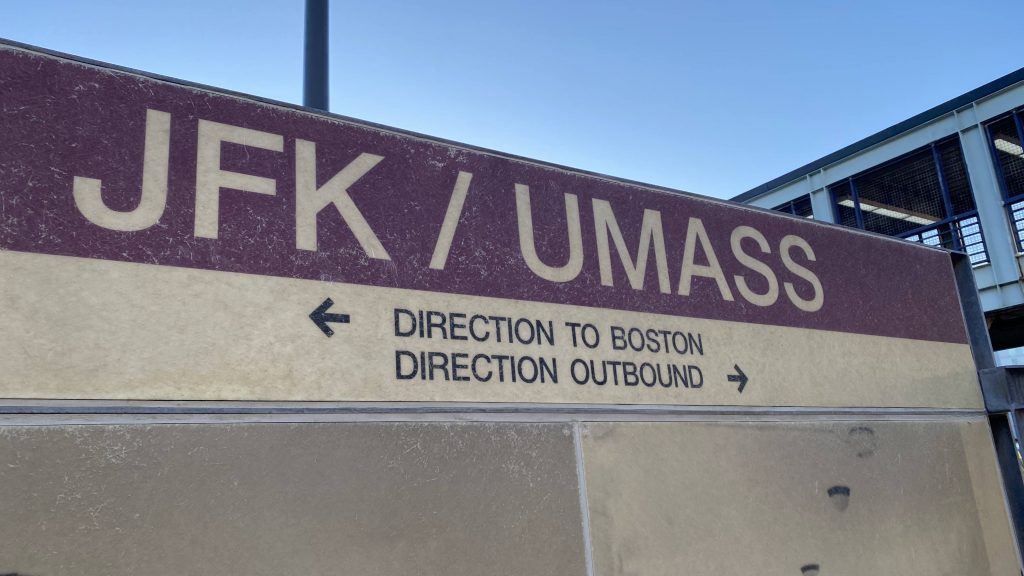 JFK / UMASS
← DIRECTION TO BOSTON
DIRECTION OUTBOUND →